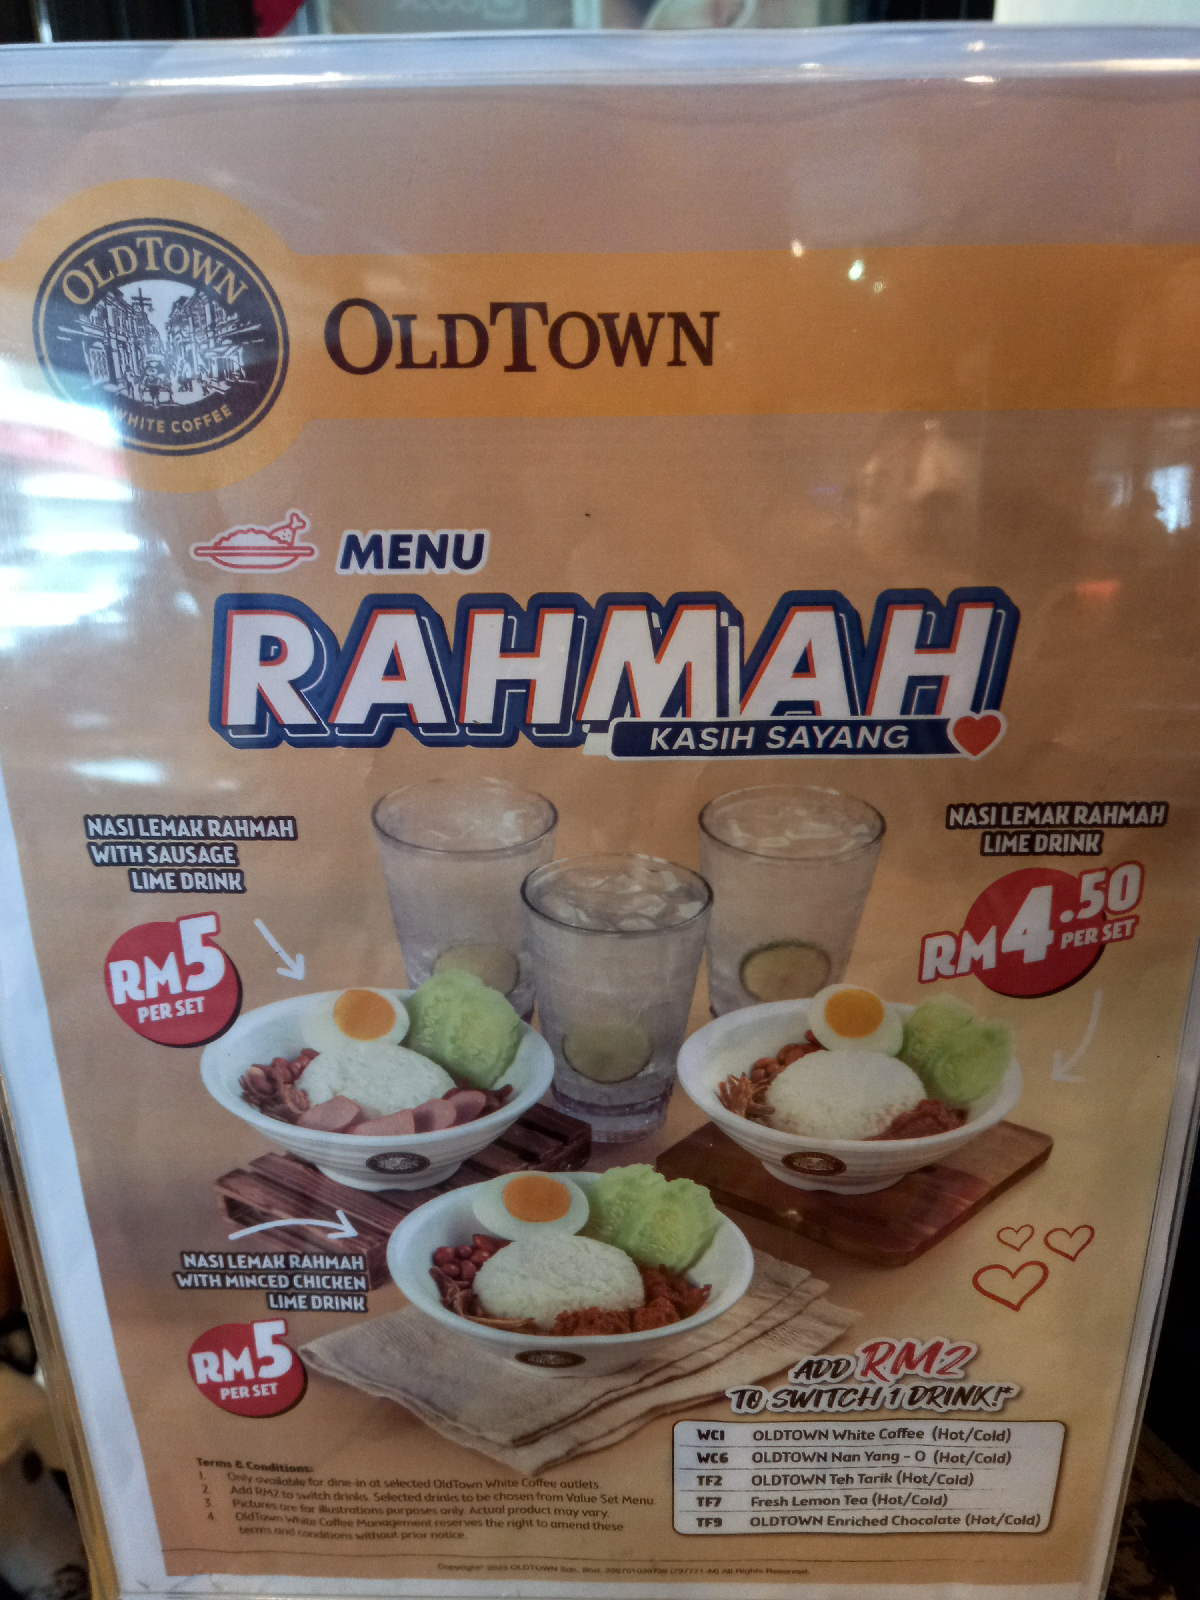 OLDTOWN
WHITE COFFEE
OLDTOWN
MENU
RAHMAH
KASIH SAYANG
NASI LEMAK RAHMAH
WITH SAUSAGE
LIME DRINK
RM5
PER SET
NASI LEMAK RAHMAH
LIME DRINK
RM4.50
PER SET
NASI LEMAK RAHMAH
WITH MINCED CHICKEN
LIME DRINK
RM5
PER SET
ADD RM2
TO SWITCH 1 DRINK!*
WC1 OLDTOWN White Coffee (Hot/Cold)
WC6 OLDTOWN Nan Yang - O (Hot/Cold)
TF2 OLDTOWN Teh Tarik (Hot/Cold)
TF7 Fresh Lemon Tea (Hot/Cold)
TF9 OLDTOWN Enriched Chocolate (Hot/Cold)
Terms & Conditions:
1. Only available for dine-in at selected OldTown White Coffee outlets.
2. Add RM2 to switch drinks. Selected drinks to be chosen from Value Set Menu.
3. Pictures are for illustrations purposes only. Actual product may vary.
4. OldTown White Coffee Management reserves the right to amend these
terms and conditions without prior notice.
OLDTOWN Sdn. Bhd. All Rights Reserved.